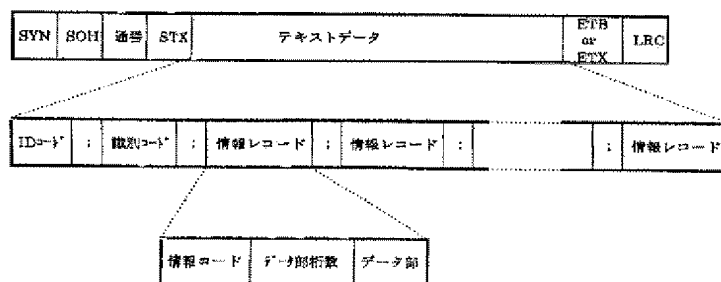 SYN SOH 通番 STX テキストデータ ETB or ETX LRC
IDコード ; 識別コード ; 情報レコード ; 情報レコード ; ; 情報レコード
情報コード データ部桁数 データ部